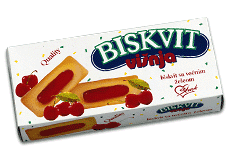 Quality
BISKVIT
višnja
Biskvit sa voćnim
želeom